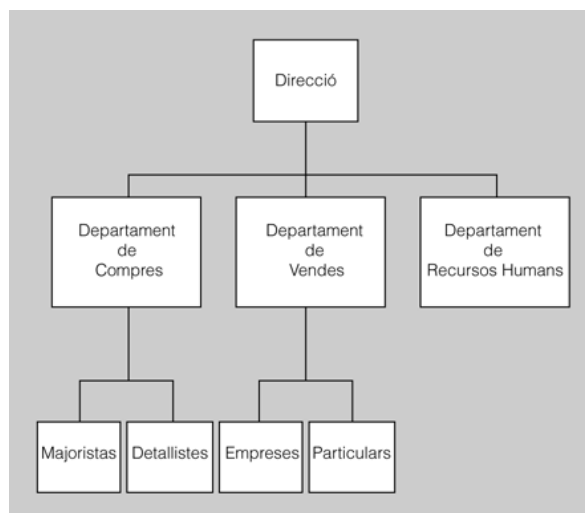 Direcció
Departament
de
Compres
Departament
de
Vendes
Departament
de
Recursos Humans
Majoristas
Detallistes
Empreses
Particulars